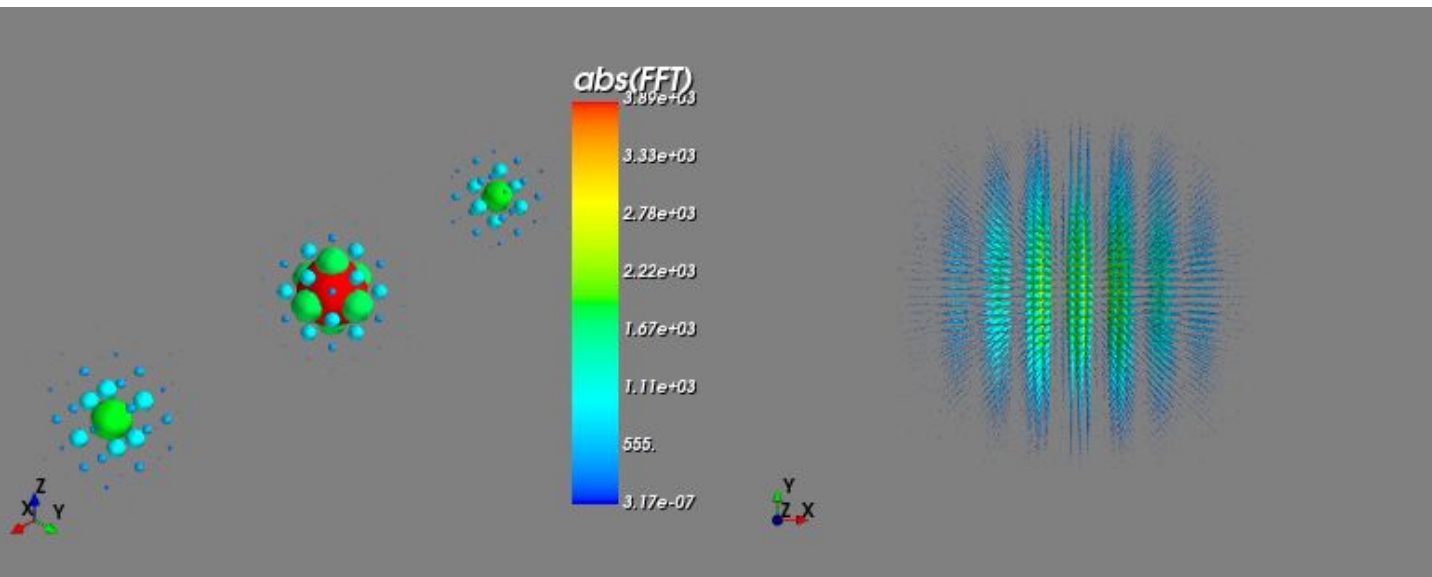 abs(FFT)
3.89e+03
3.33e+03
2.78e+03
2.22e+03
1.67e+03
1.11e+03
555.
3.17e-07
Z
X Y
Y
Z X